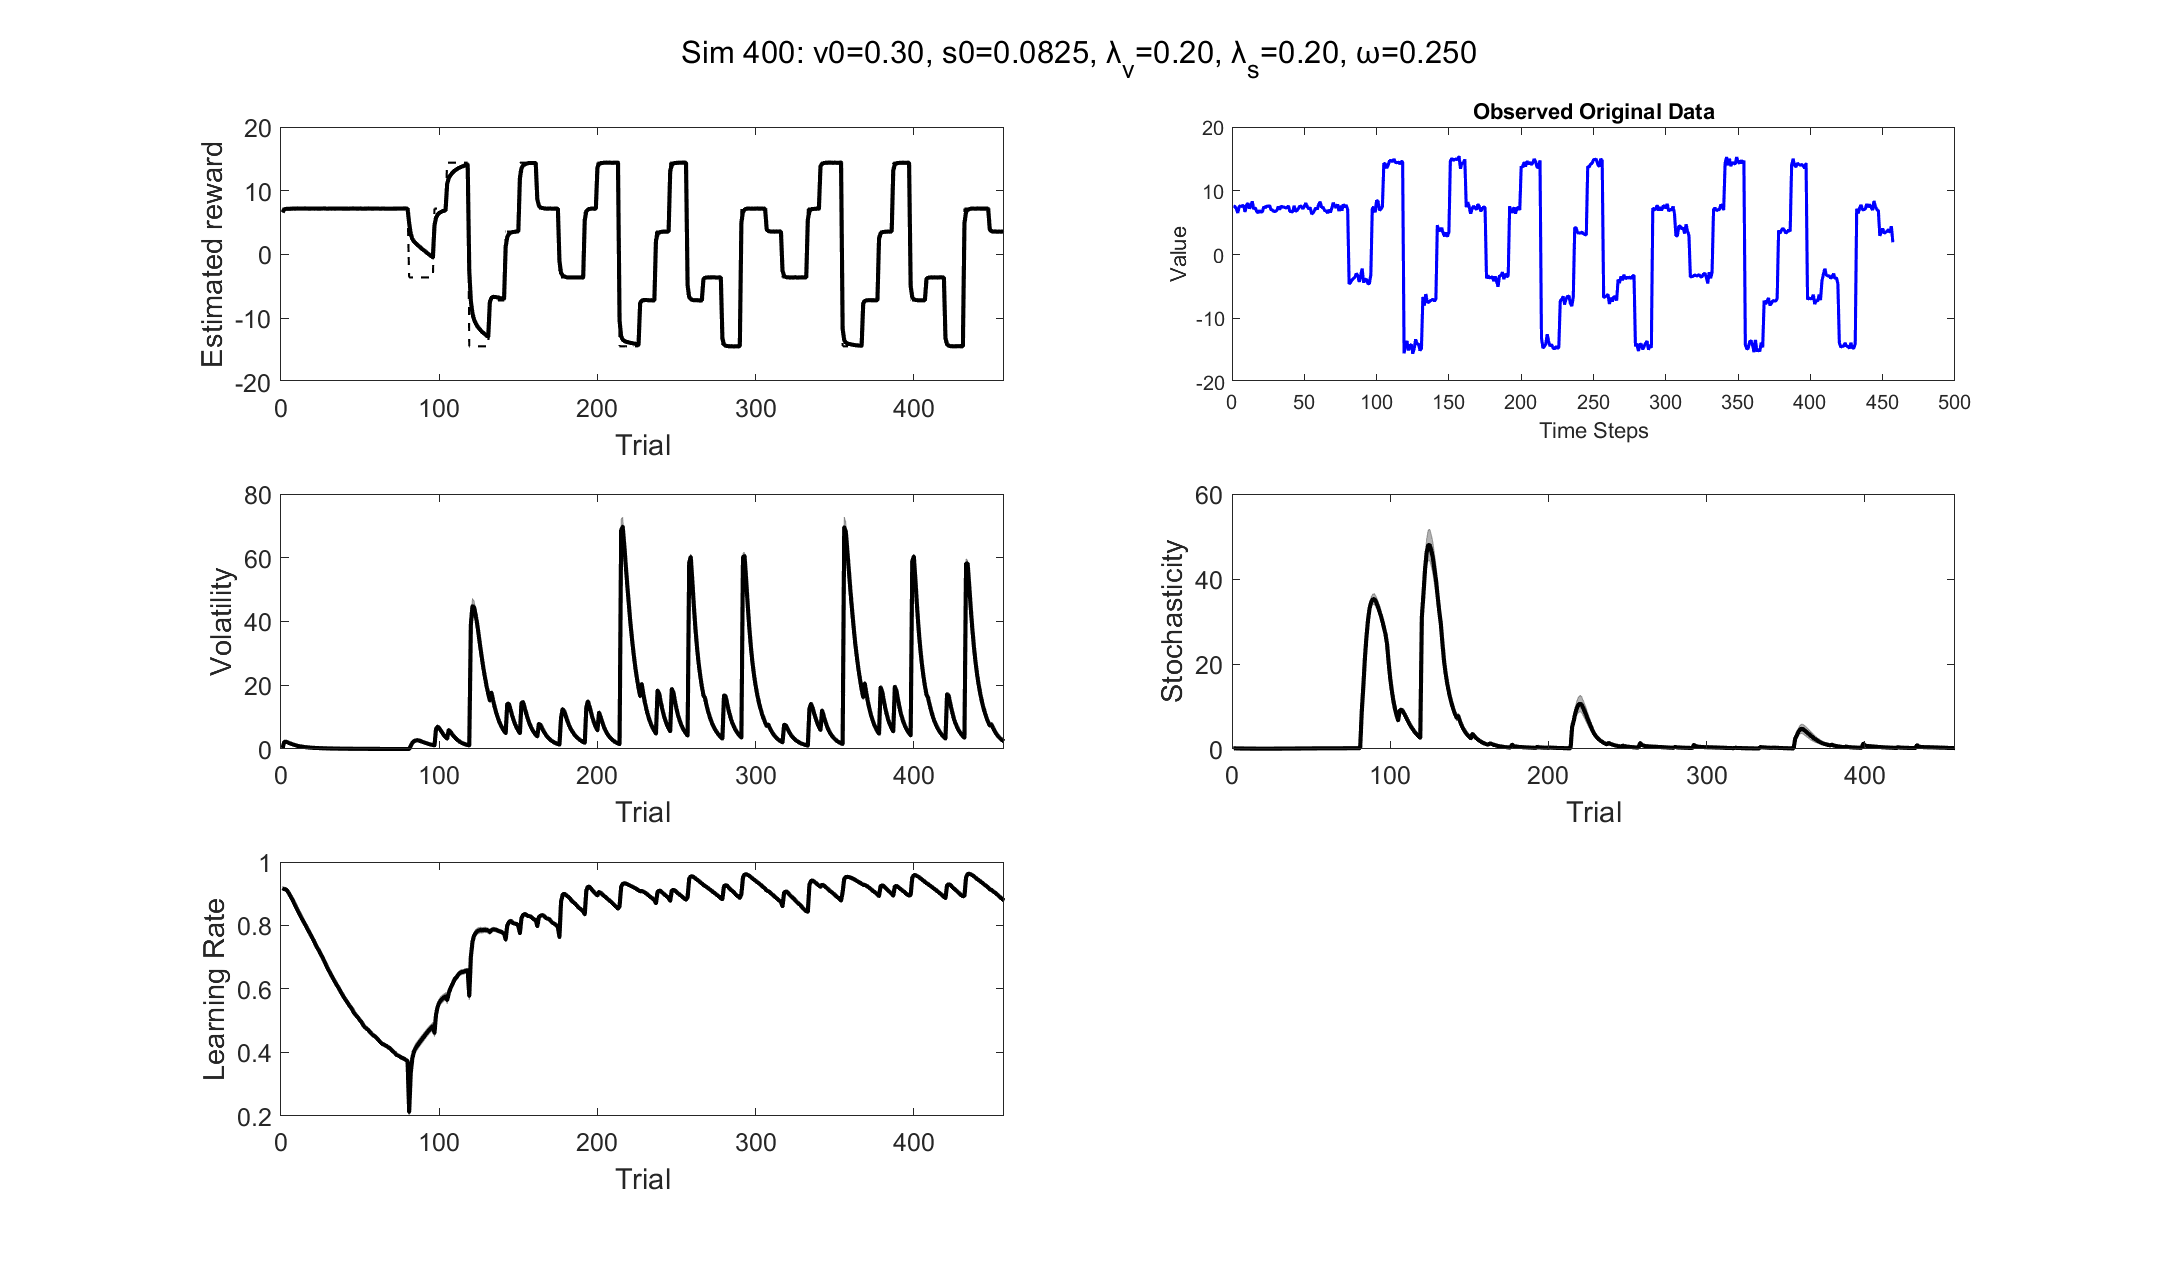 Sim 400: v0=0.30, s0=0.0825, λ_v=0.20, λ_s=0.20, ω=0.250
Estimated reward
20
10
0
-10
-20
0 100 200 300 400
Trial
Observed Original Data
Value
20
10
0
-10
-20
0 50 100 150 200 250 300 350 400 450 500
Time Steps
Volatility
80
60
40
20
0
0 100 200 300 400
Trial
Stochasticity
60
40
20
0
0 100 200 300 400
Trial
Learning Rate
1
0.8
0.6
0.4
0.2
0 100 200 300 400
Trial